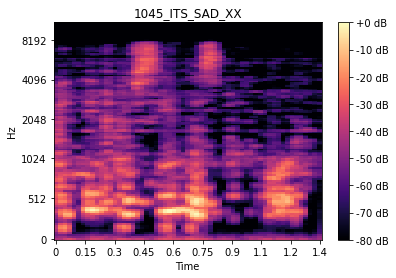 1045_ITS_SAD_XX
+0 dB
8192
-10 dB
4096
-20 dB
-30 dB
2048
Hz
-40 dB
1024
-50 dB
512
-60 dB
-70 dB
0
-80 dB
0 0.15 0.3 0.45 0.6 0.75 0.9 1.1 1.2 1.4
Time